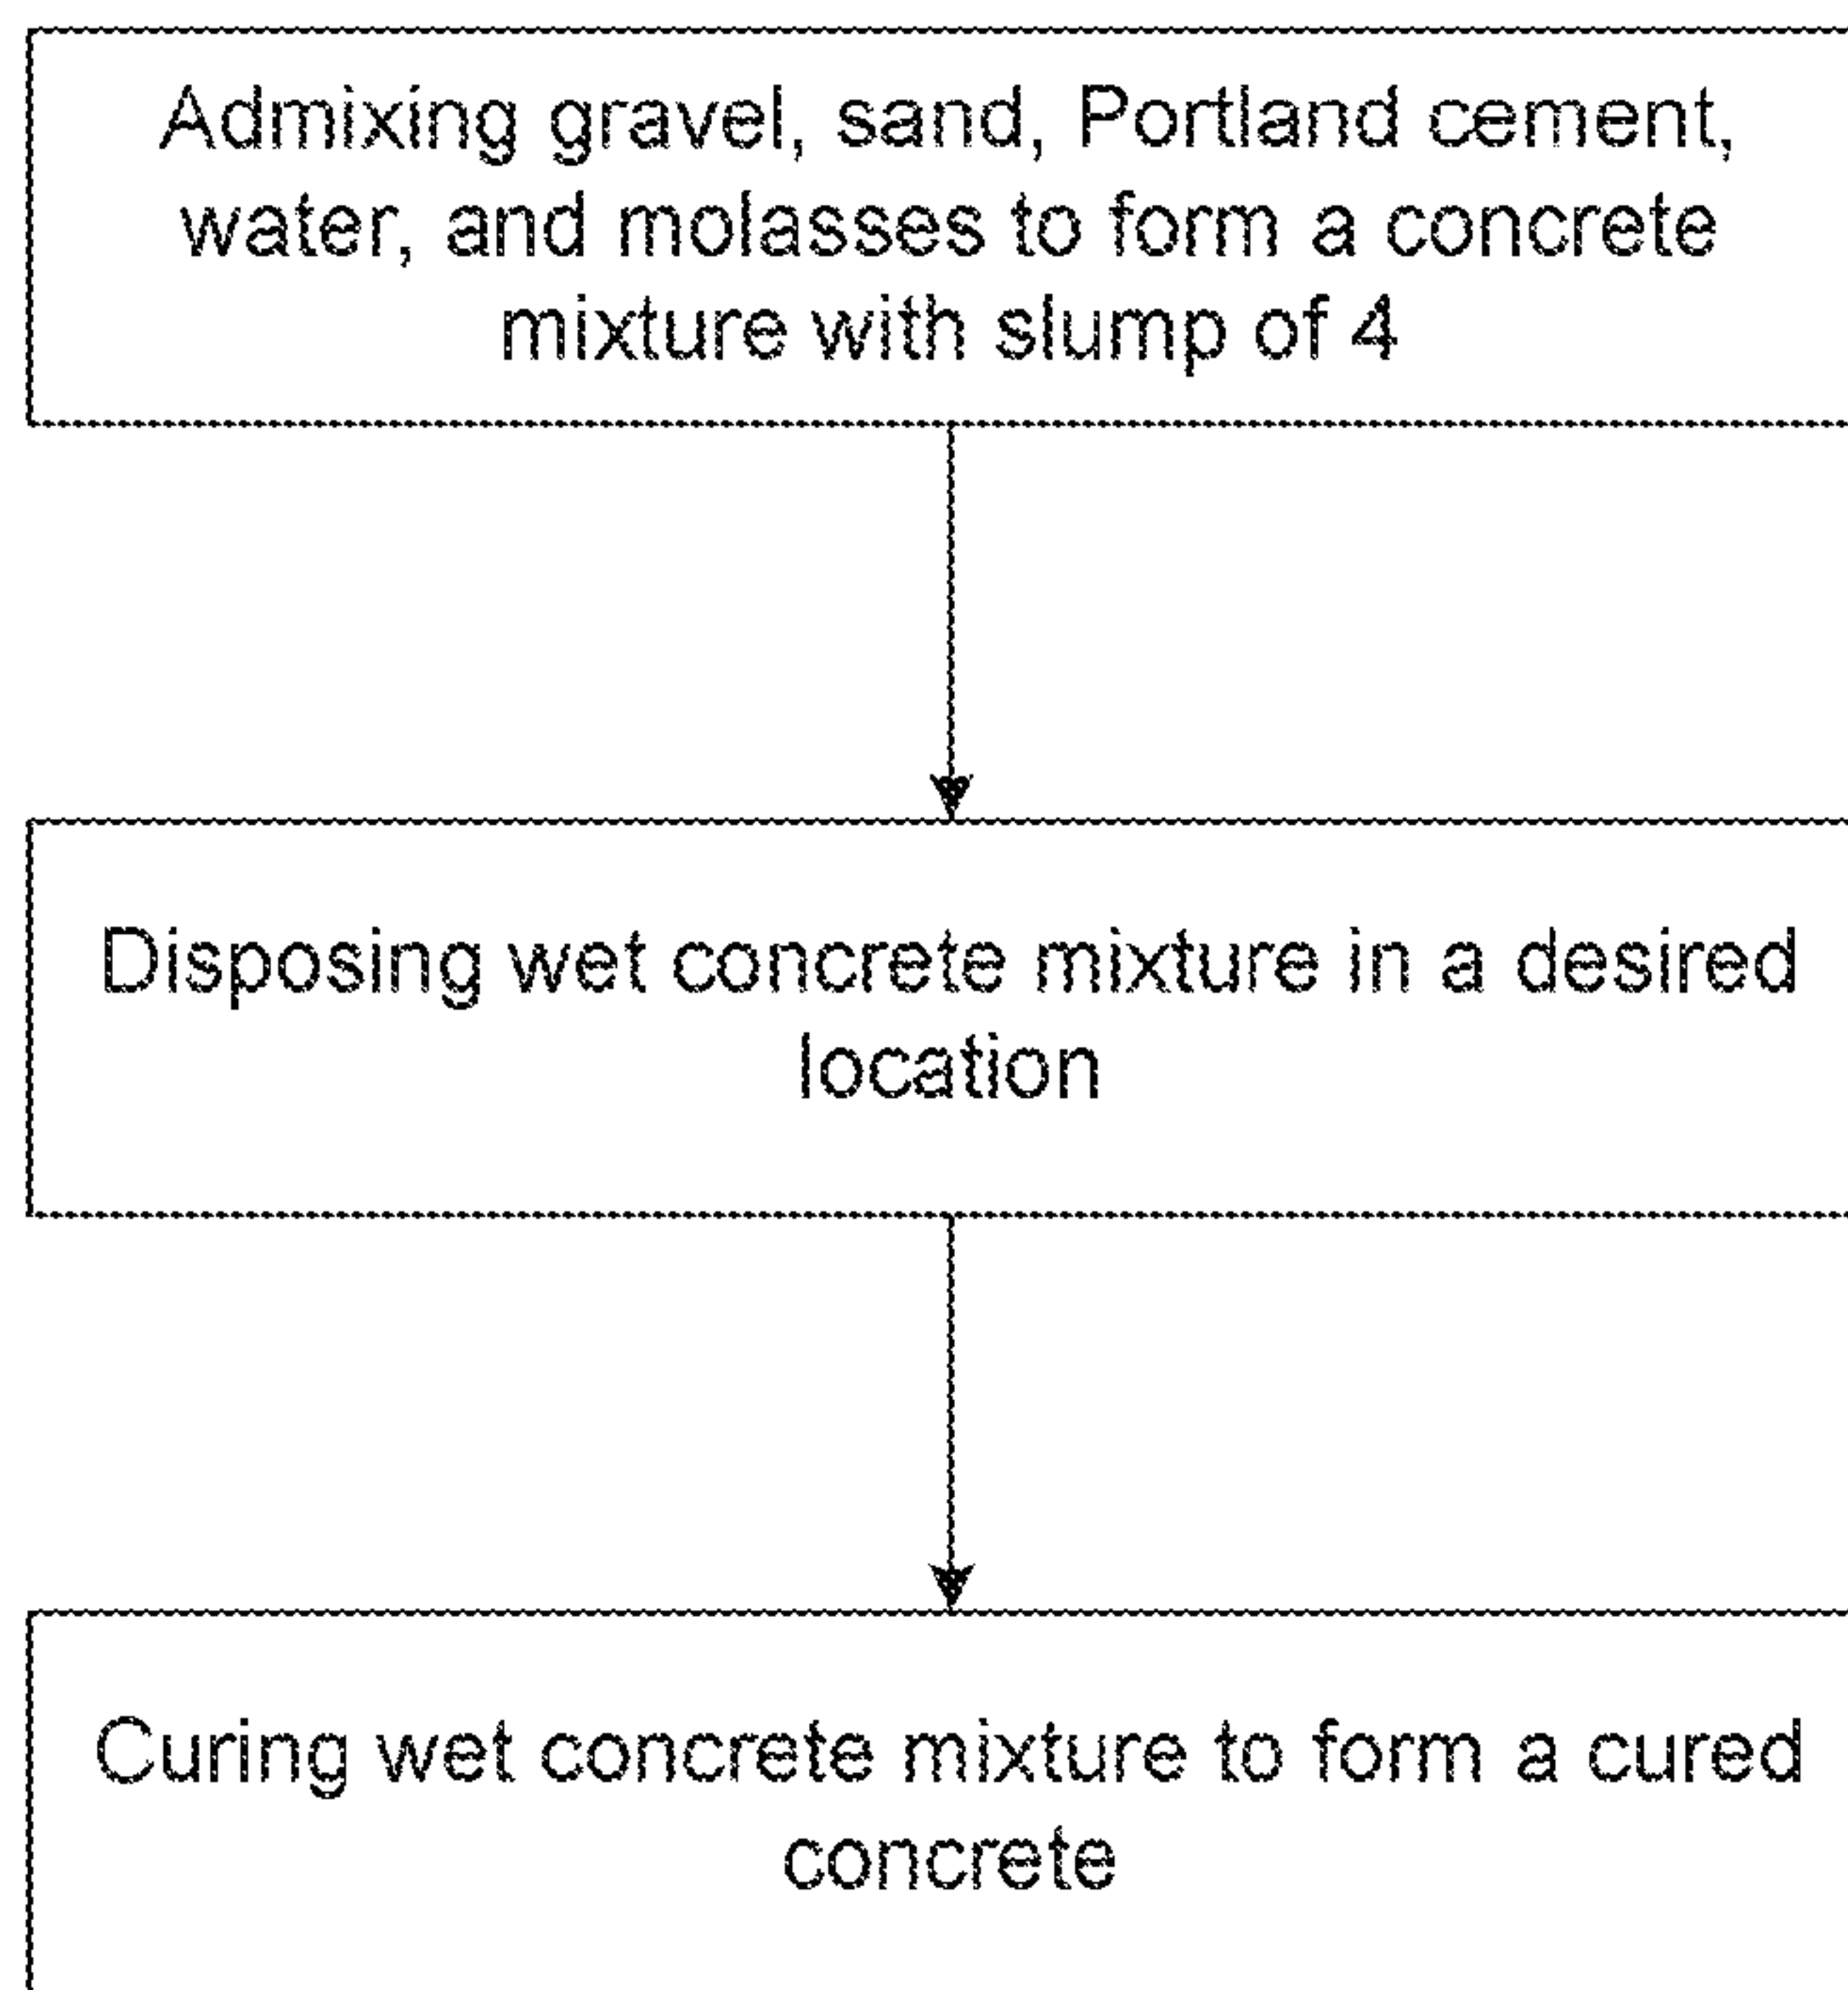 Admixing gravel, sand, Portland cement,
water, and molasses to form a concrete
mixture with slump of 4
Disposing wet concrete mixture in a desired
location
Curing wet concrete mixture to form a cured
concrete